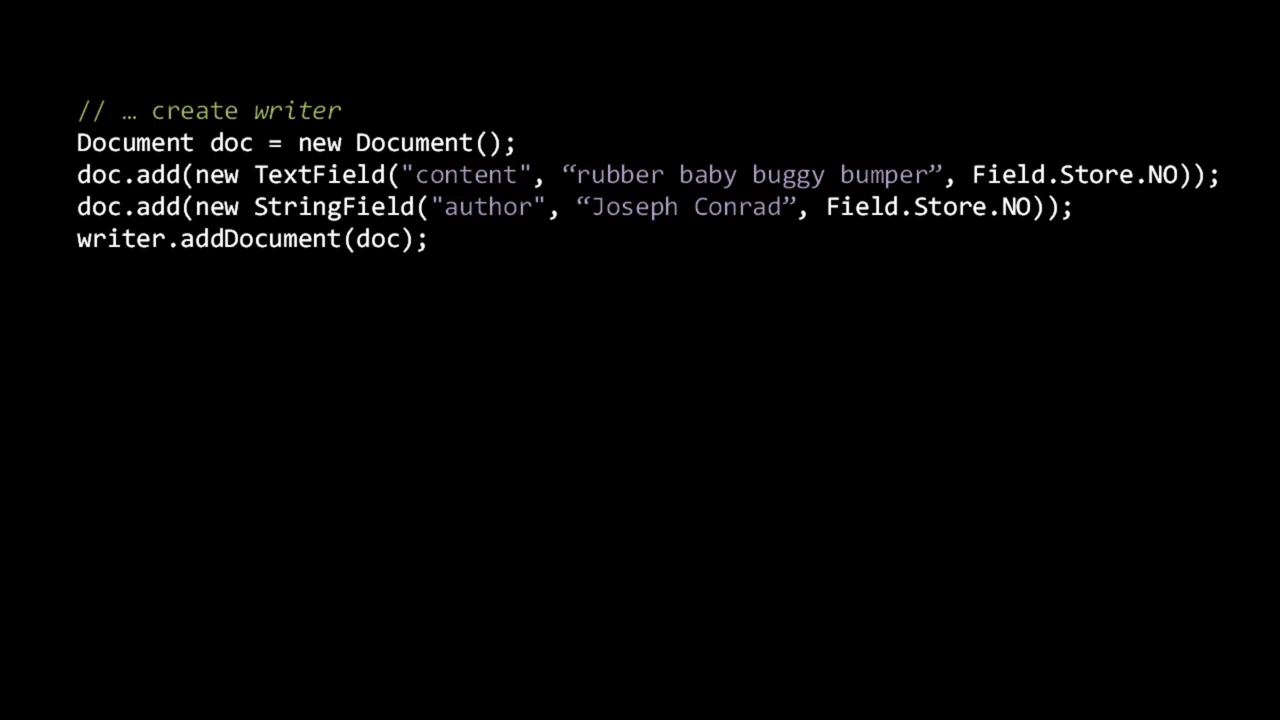 // … create writer
Document doc = new Document();
doc.add(new TextField("content", “rubber baby buggy bumper”, Field.Store.NO));
doc.add(new StringField("author", “Joseph Conrad”, Field.Store.NO));
writer.addDocument(doc);